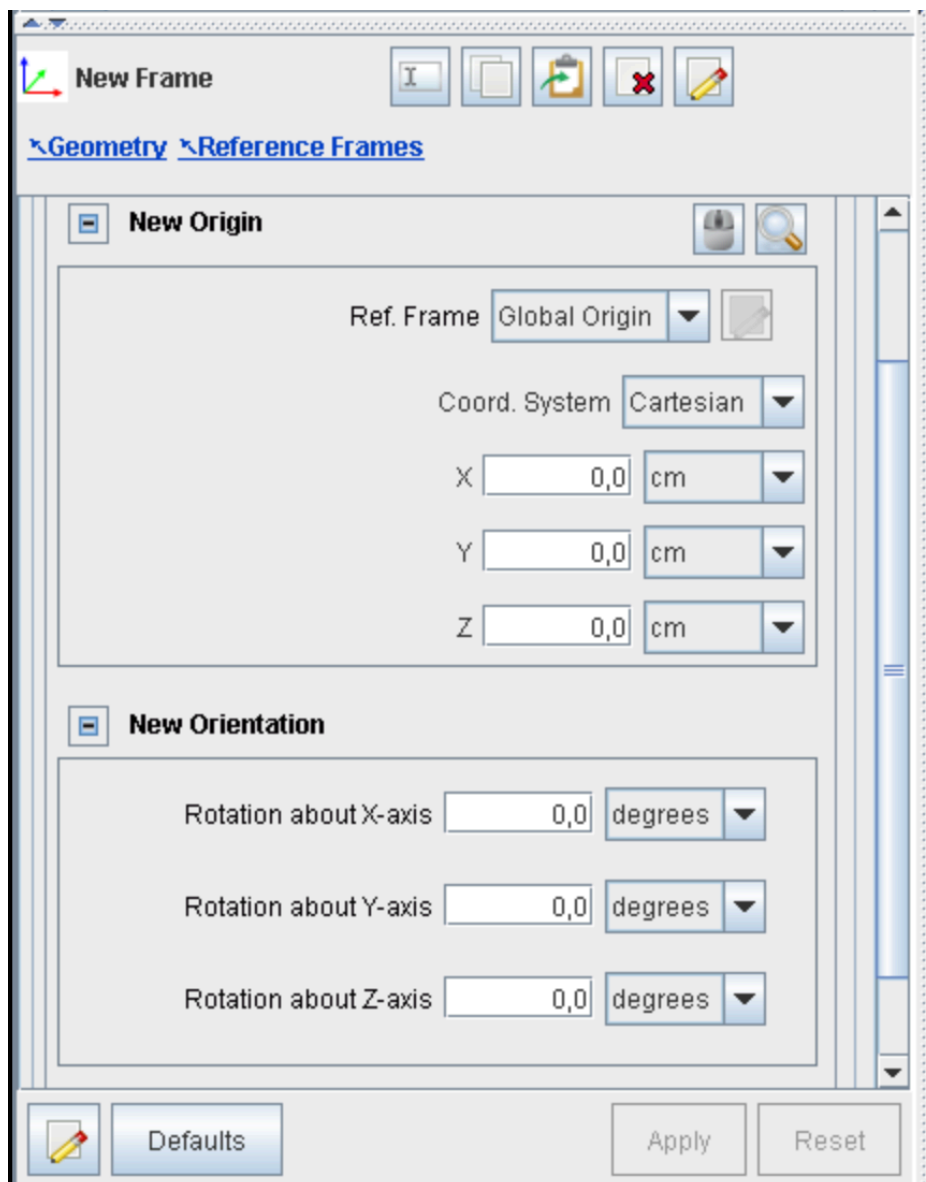 New Frame
Geometry Reference Frames
New Origin
Ref. Frame Global Origin
Coord. System Cartesian
X 0,0 cm
Y 0,0 cm
Z 0,0 cm
New Orientation
Rotation about X-axis 0,0 degrees
Rotation about Y-axis 0,0 degrees
Rotation about Z-axis 0,0 degrees
Defaults Apply Reset